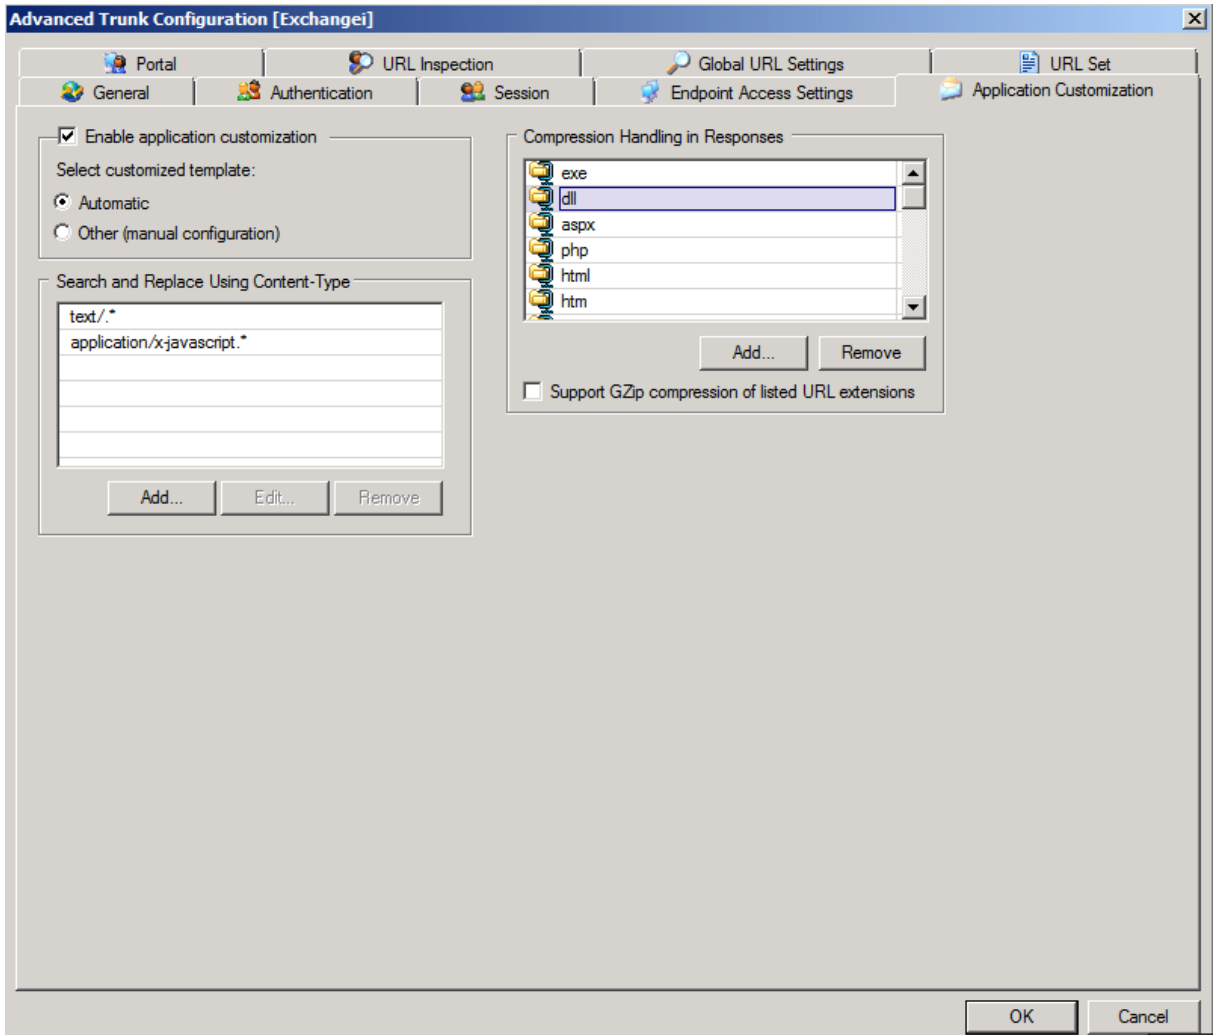 Advanced Trunk Configuration [Exchangei]
Portal
URL Inspection
Global URL Settings
URL Set
General
Authentication
Session
Endpoint Access Settings
Application Customization
Enable application customization
Select customized template:
Automatic
Other (manual configuration)
Search and Replace Using Content-Type
text/.*
application/x-javascript.*
Add...
Edit...
Remove
Compression Handling in Responses
exe
dll
aspx
php
html
htm
Add...
Remove
Support GZip compression of listed URL extensions
OK
Cancel